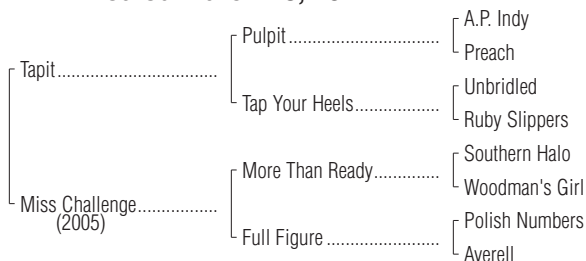 A.P. Indy
Pulpit
Preach
Tapit
Unbridled
Tap Your Heels
Ruby Slippers
Southern Halo
More Than Ready
Woodman's Girl
Miss Challenge
(2005)
Polish Numbers
Full Figure
Averell